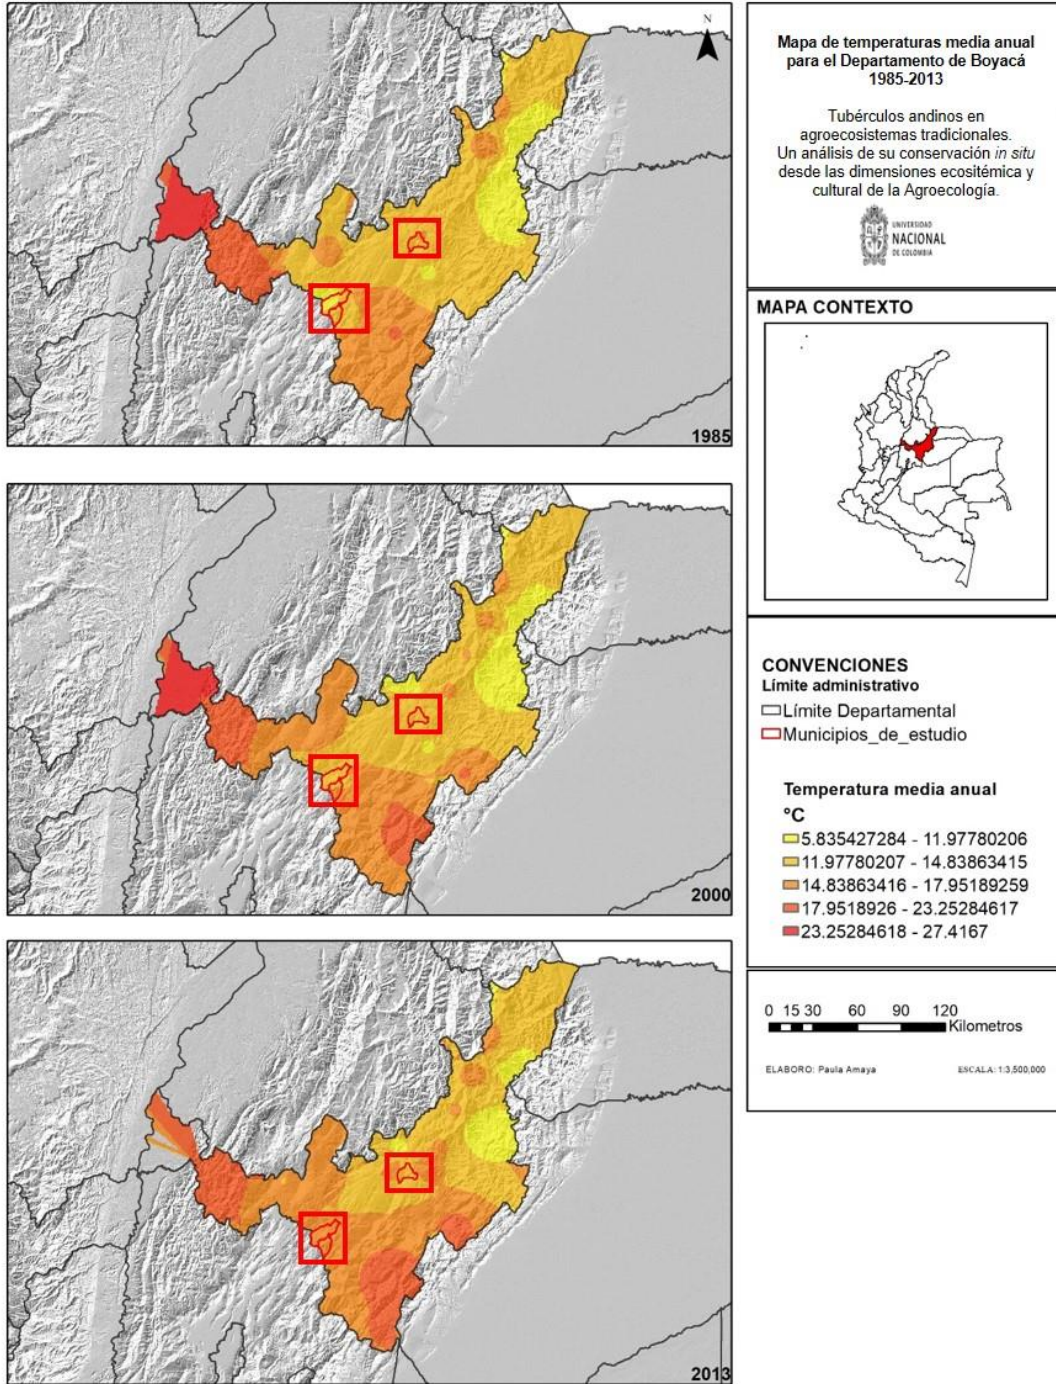 N
1985
2000
2013
Mapa de temperaturas media anual
para el Departamento de Boyacá
1985-2013
Tubérculos andinos en
agroecosistemas tradicionales.
Un análisis de su conservación in situ
desde las dimensiones ecositémica y
cultural de la Agroecología.
UNIVERSIDAD
NACIONAL
DE COLOMBIA
MAPA CONTEXTO
CONVENCIONES
Límite administrativo
Límite Departamental
Municipios_de_estudio
Temperatura media anual
°C
5.835427284 - 11.97780206
11.97780207 - 14.83863415
14.83863416 - 17.95189259
17.9518926 - 23.25284617
23.25284618 - 27.4167
0 15 30 60 90 120
Kilometros
ELABORO: Paula Amaya ESCALA: 1:3,500,000